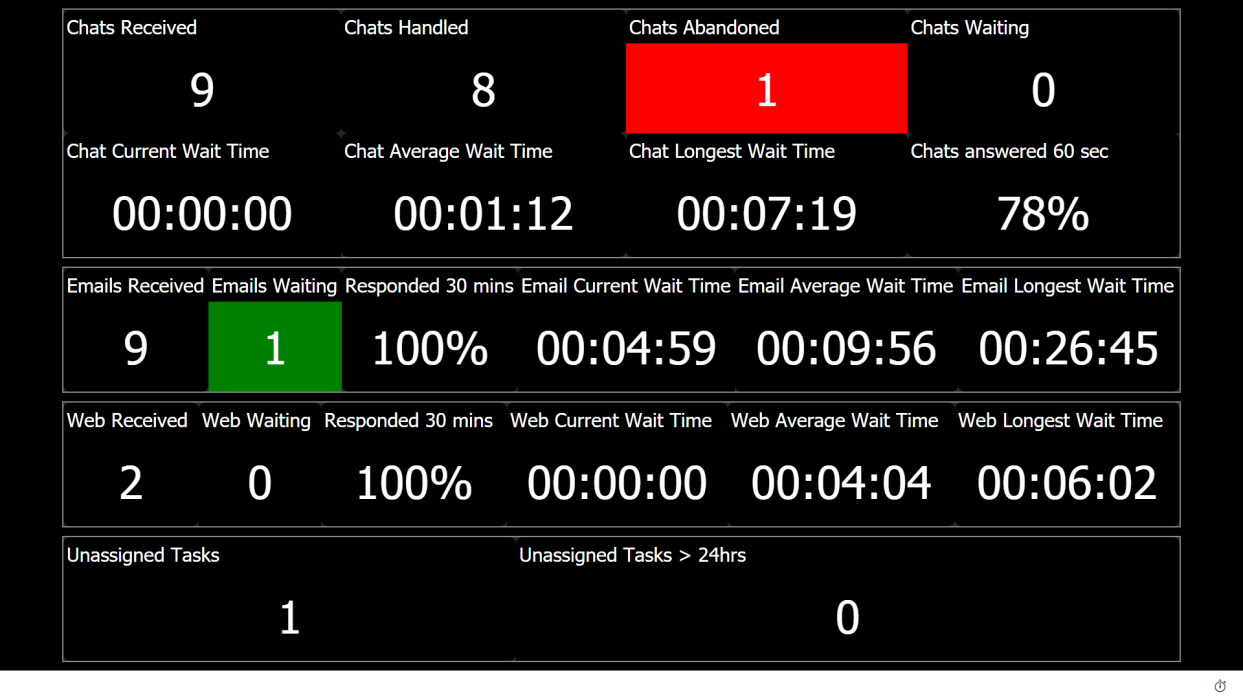 Chats Received Chats Handled Chats Abandoned Chats Waiting
9 8 1 0
Chat Current Wait Time Chat Average Wait Time Chat Longest Wait Time Chats answered 60 sec
00:00:00 00:01:12 00:07:19 78%
Emails Received Emails Waiting Responded 30 mins Email Current Wait Time Email Average Wait Time Email Longest Wait Time
9 1 100% 00:04:59 00:09:56 00:26:45
Web Received Web Waiting Responded 30 mins Web Current Wait Time Web Average Wait Time Web Longest Wait Time
2 0 100% 00:00:00 00:04:04 00:06:02
Unassigned Tasks Unassigned Tasks > 24hrs
1 0